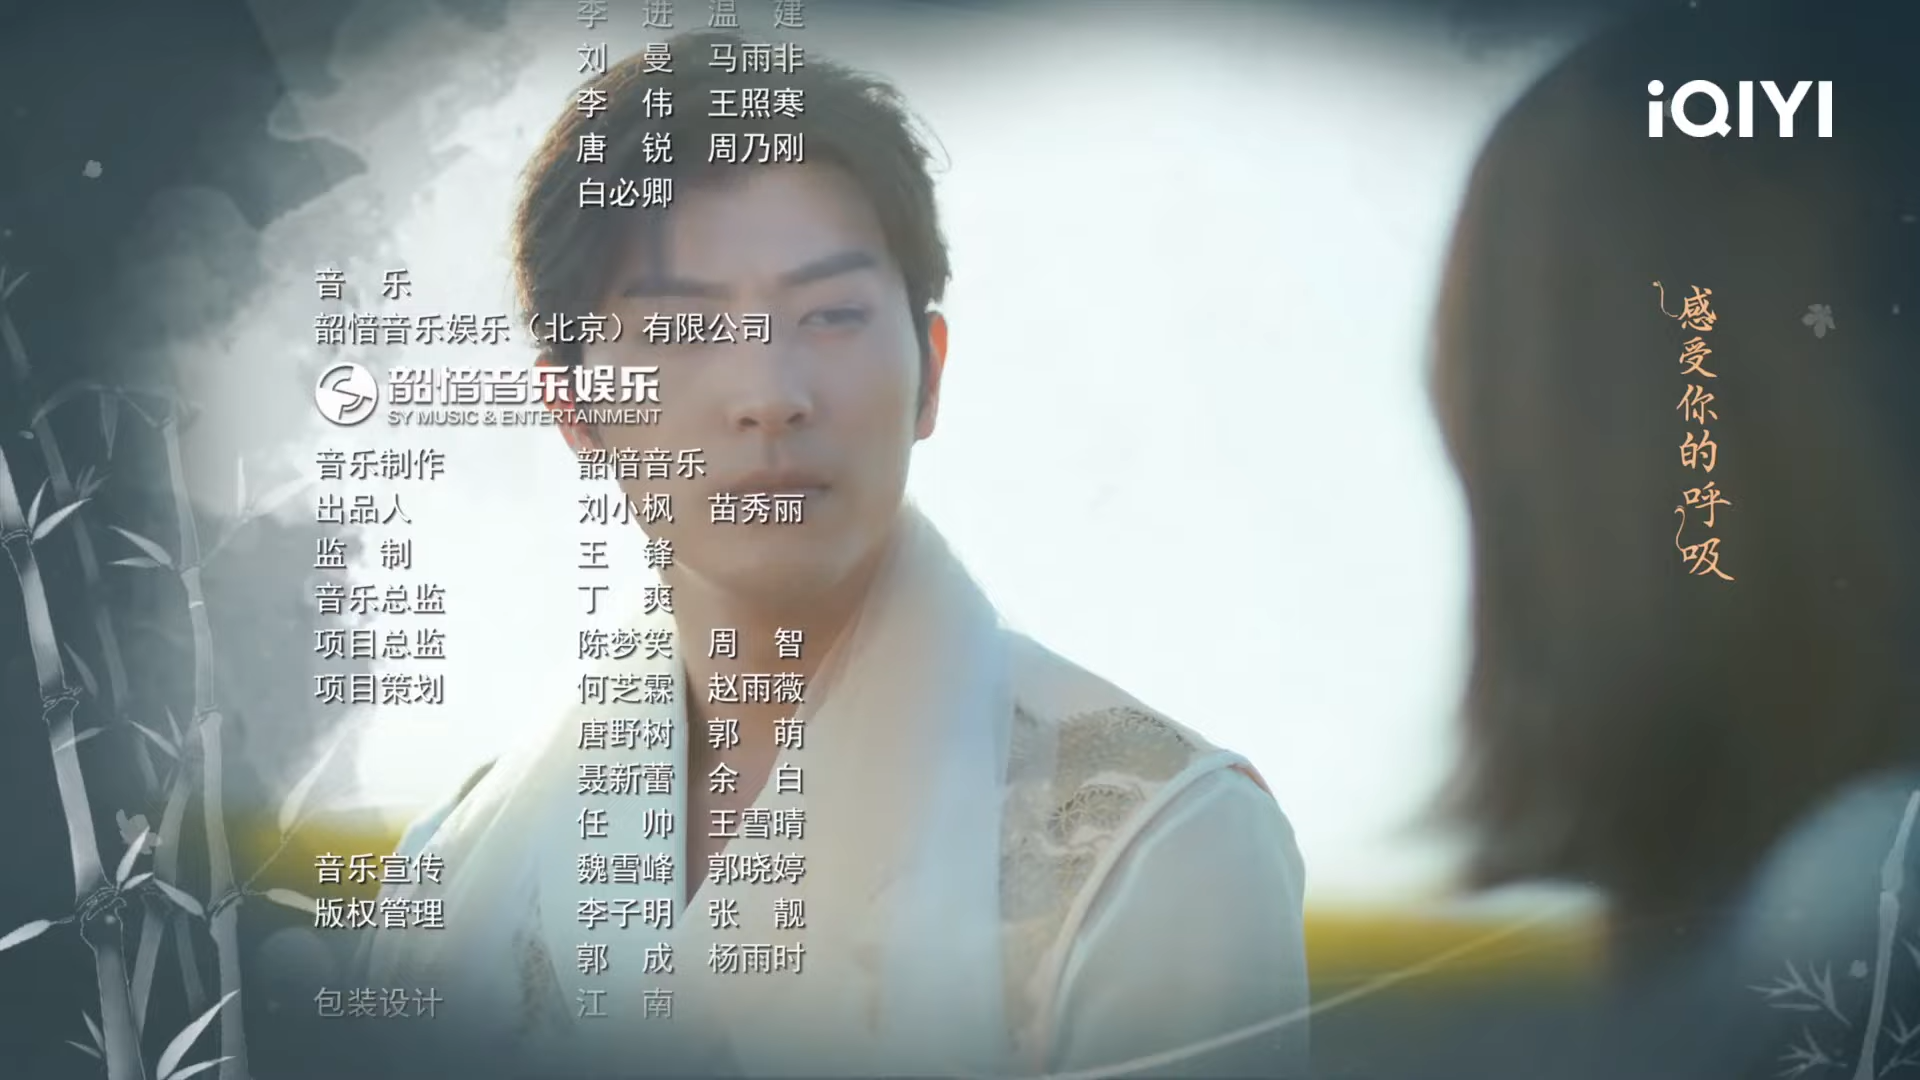 李 进 温 建
刘 曼 马雨非
李 伟 王照寒
唐 锐 周乃刚
白必卿
iQIYI
音 乐
韶愔音乐娱乐（北京）有限公司
韶愔音乐娱乐
SY MUSIC & ENTERTAINMENT
音乐制作 韶愔音乐
出品人 刘小枫 苗秀丽
监 制 王 锋
音乐总监 丁 爽
项目总监 陈梦笑 周 智
项目策划 何芝霖 赵雨薇
唐野树 郭 萌
聂新蕾 余 白
任 帅 王雪晴
音乐宣传 魏雪峰 郭晓婷
版权管理 李子明 张 靓
郭 成 杨雨时
包装设计 江 南
感受你的呼吸